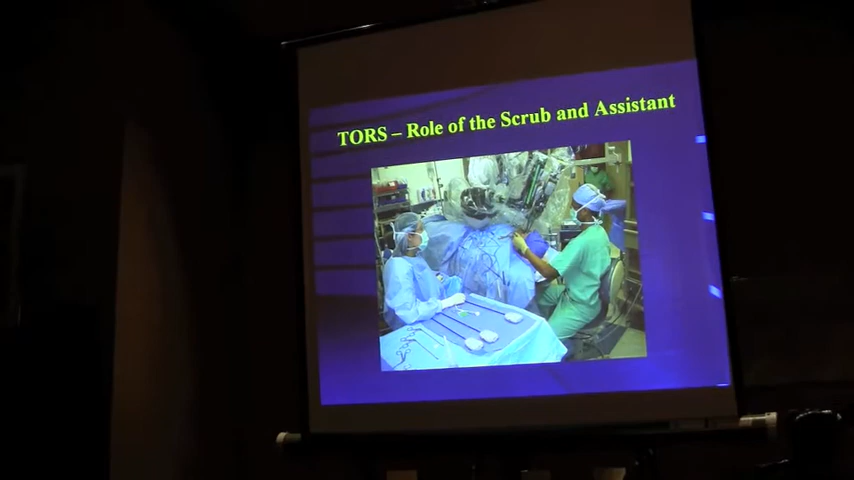 TORS – Role of the Scrub and Assistant